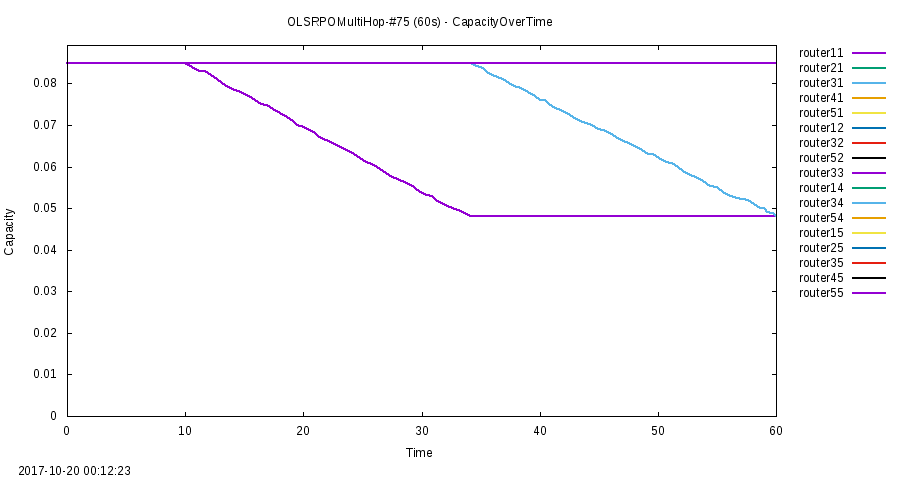 OLSRPOMultiHop-#75 (60s) - CapacityOverTime
router11
router21
router31
router41
router51
router12
router32
router52
router33
router14
router34
router54
router15
router25
router35
router45
router55
0.08
0.07
0.06
0.05
0.04
0.03
0.02
0.01
0
Capacity
0 10 20 30 40 50 60
Time
2017-10-20 00:12:23